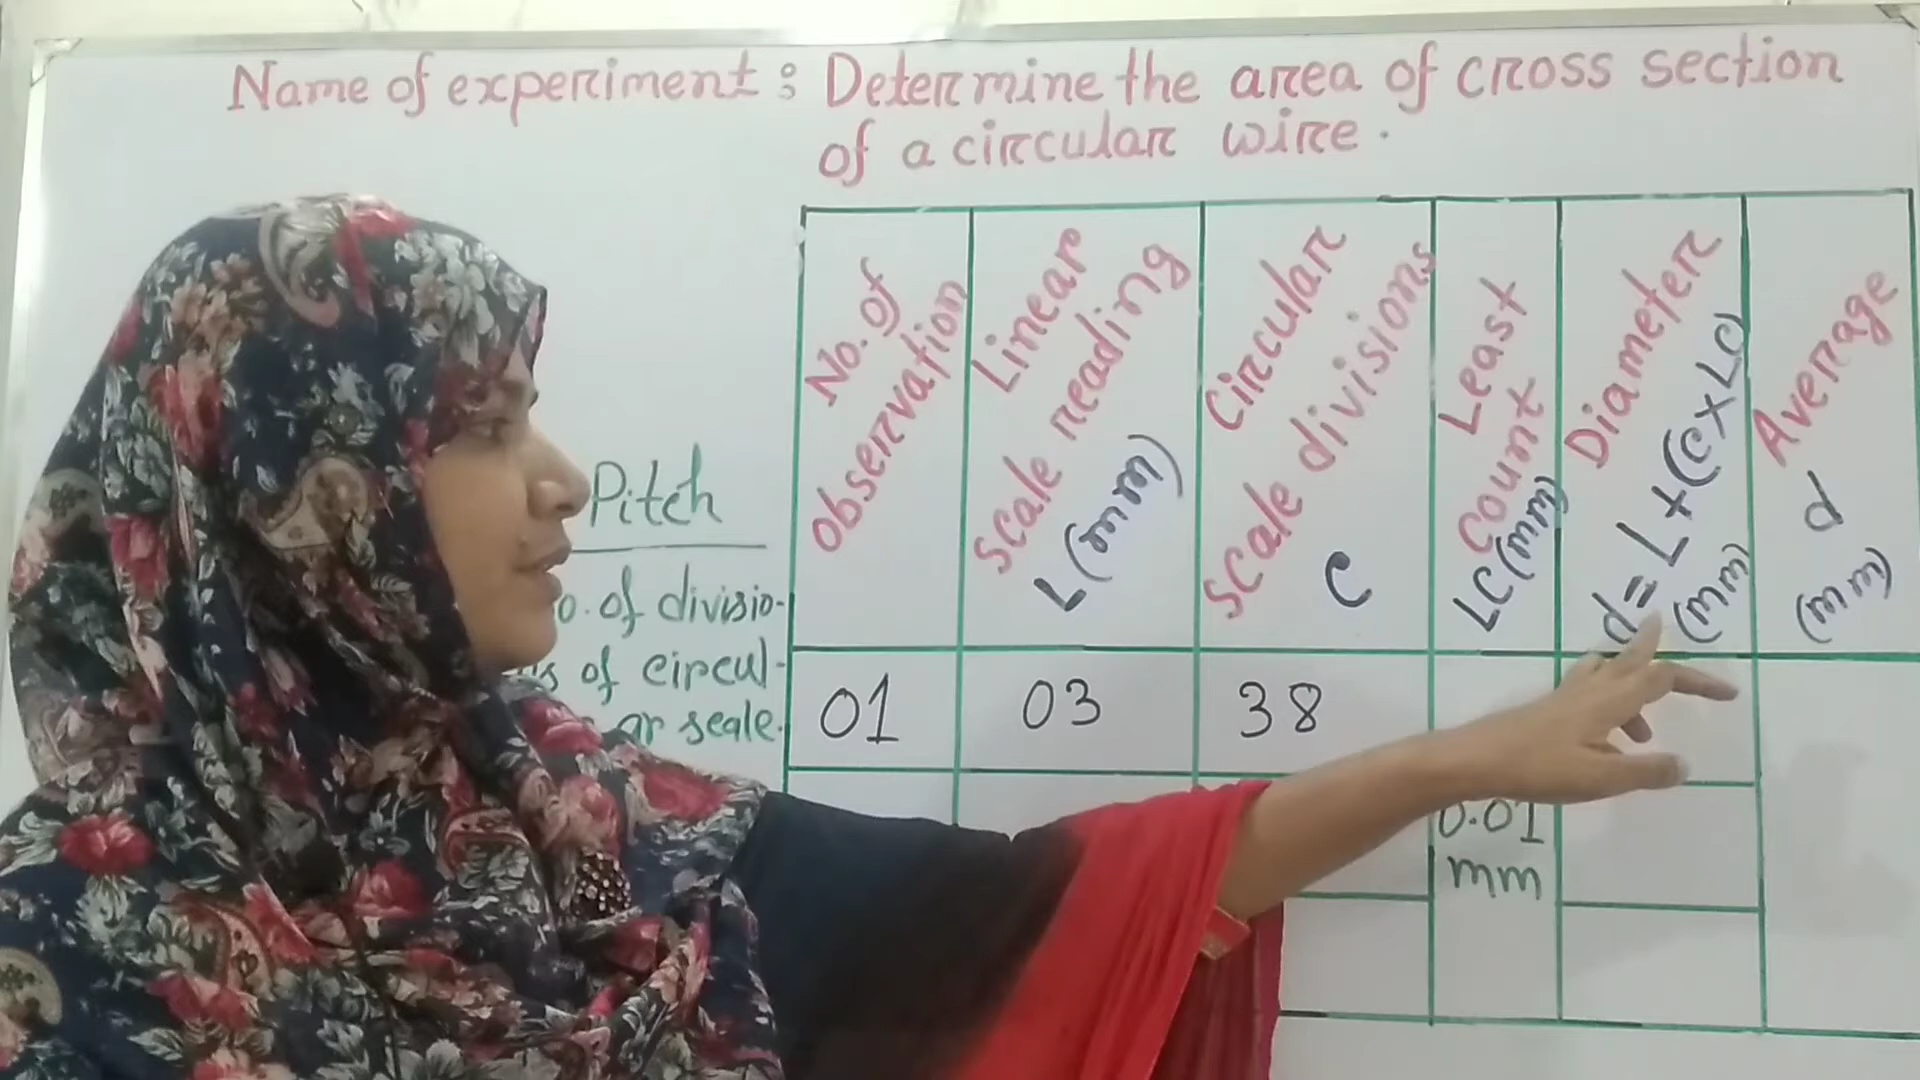 Name of experiment : Determine the area of cross section
of a circular wire.
Pitch
of divisio-
of circul-
ar scale.
No. of
observation
Linear
scale reading
L (mm)
Circular
scale divisions
C
Least
count
LC (mm)
Diameter
d = L+(C×LC)
(mm)
Average
d
(mm)
01
03
38
0.01
mm